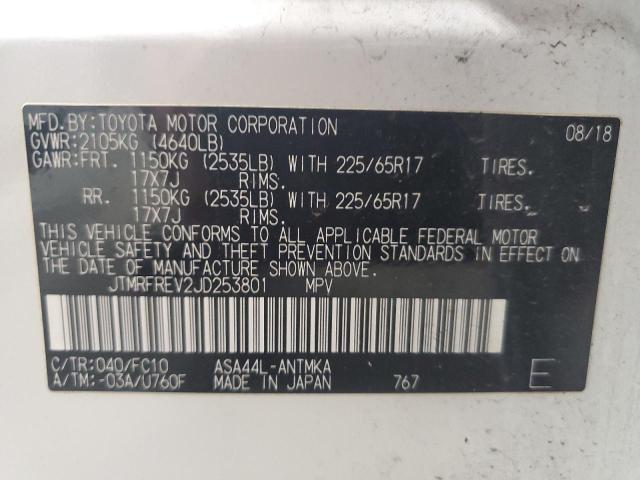 MFD.BY:TOYOTA MOTOR CORPORATION 08/18
GVWR:2105KG (4640LB)
GAWR:FRT. 1150KG (2535LB) WITH 225/65R17 TIRES.
17X7J RIMS.
RR. 1150KG (2535LB) WITH 225/65R17 TIRES.
17X7J RIMS.
THIS VEHICLE CONFORMS TO ALL APPLICABLE FEDERAL MOTOR
VEHICLE SAFETY AND THEFT PREVENTION STANDARDS IN EFFECT ON
THE DATE OF MANUFACTURE SHOWN ABOVE.
JTMRFREV2JD253801 MPV
C/TR:040/FC10 ASA44L-ANTMKA
A/TM:-03A/U760F MADE IN JAPAN 767 E